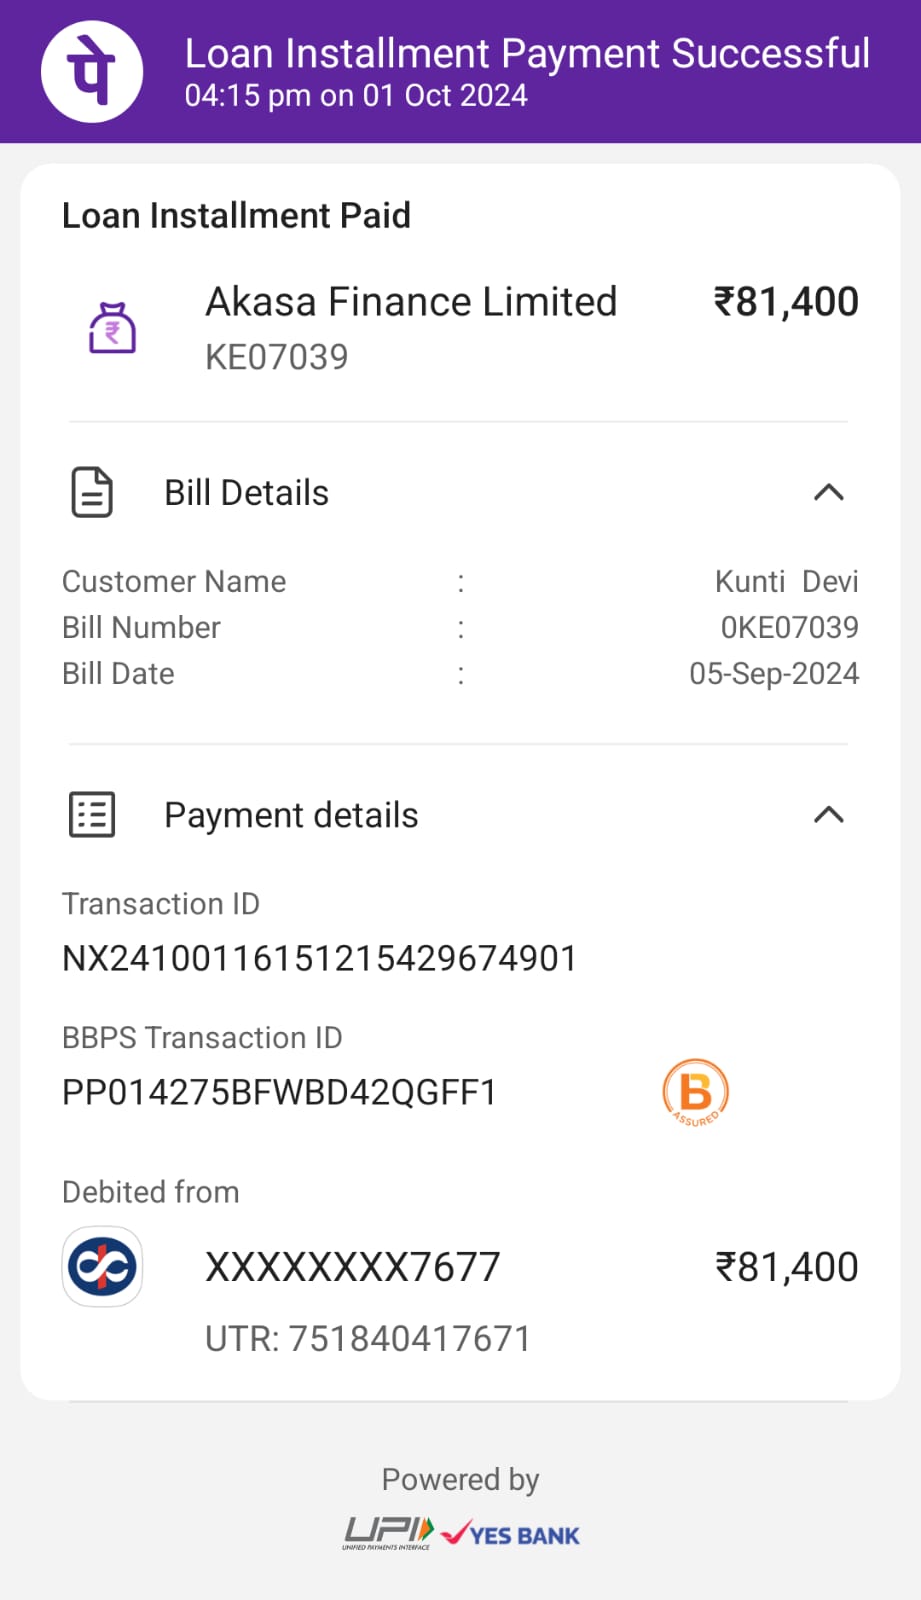 पे
Loan Installment Payment Successful
04:15 pm on 01 Oct 2024
Loan Installment Paid
₹
Akasa Finance Limited ₹81,400
KE07039
Bill Details
Customer Name : Kunti Devi
Bill Number : 0KE07039
Bill Date : 05-Sep-2024
Payment details
Transaction ID
NX24100116151215429674901
BBPS Transaction ID
PP014275BFWBD42QGFF1
B
ASSURED
Debited from
XXXXXXXX7677 ₹81,400
UTR: 751840417671
Powered by
UPI YES BANK
UNIFIED PAYMENTS INTERFACE